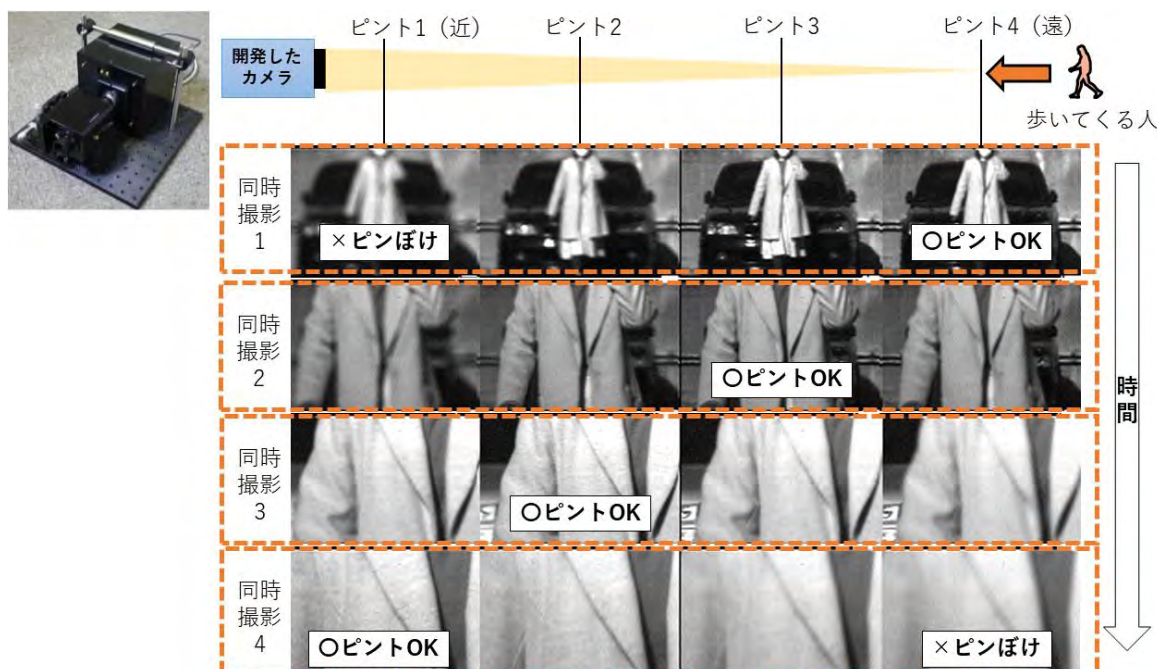 ピント1（近）
ピント2
ピント3
ピント4（遠）
開発した
カメラ
歩いてくる人
同時
撮影
1
×ピンぼけ
〇ピントOK
同時
撮影
2
〇ピントOK
同時
撮影
3
〇ピントOK
同時
撮影
4
〇ピントOK
×ピンぼけ
時間